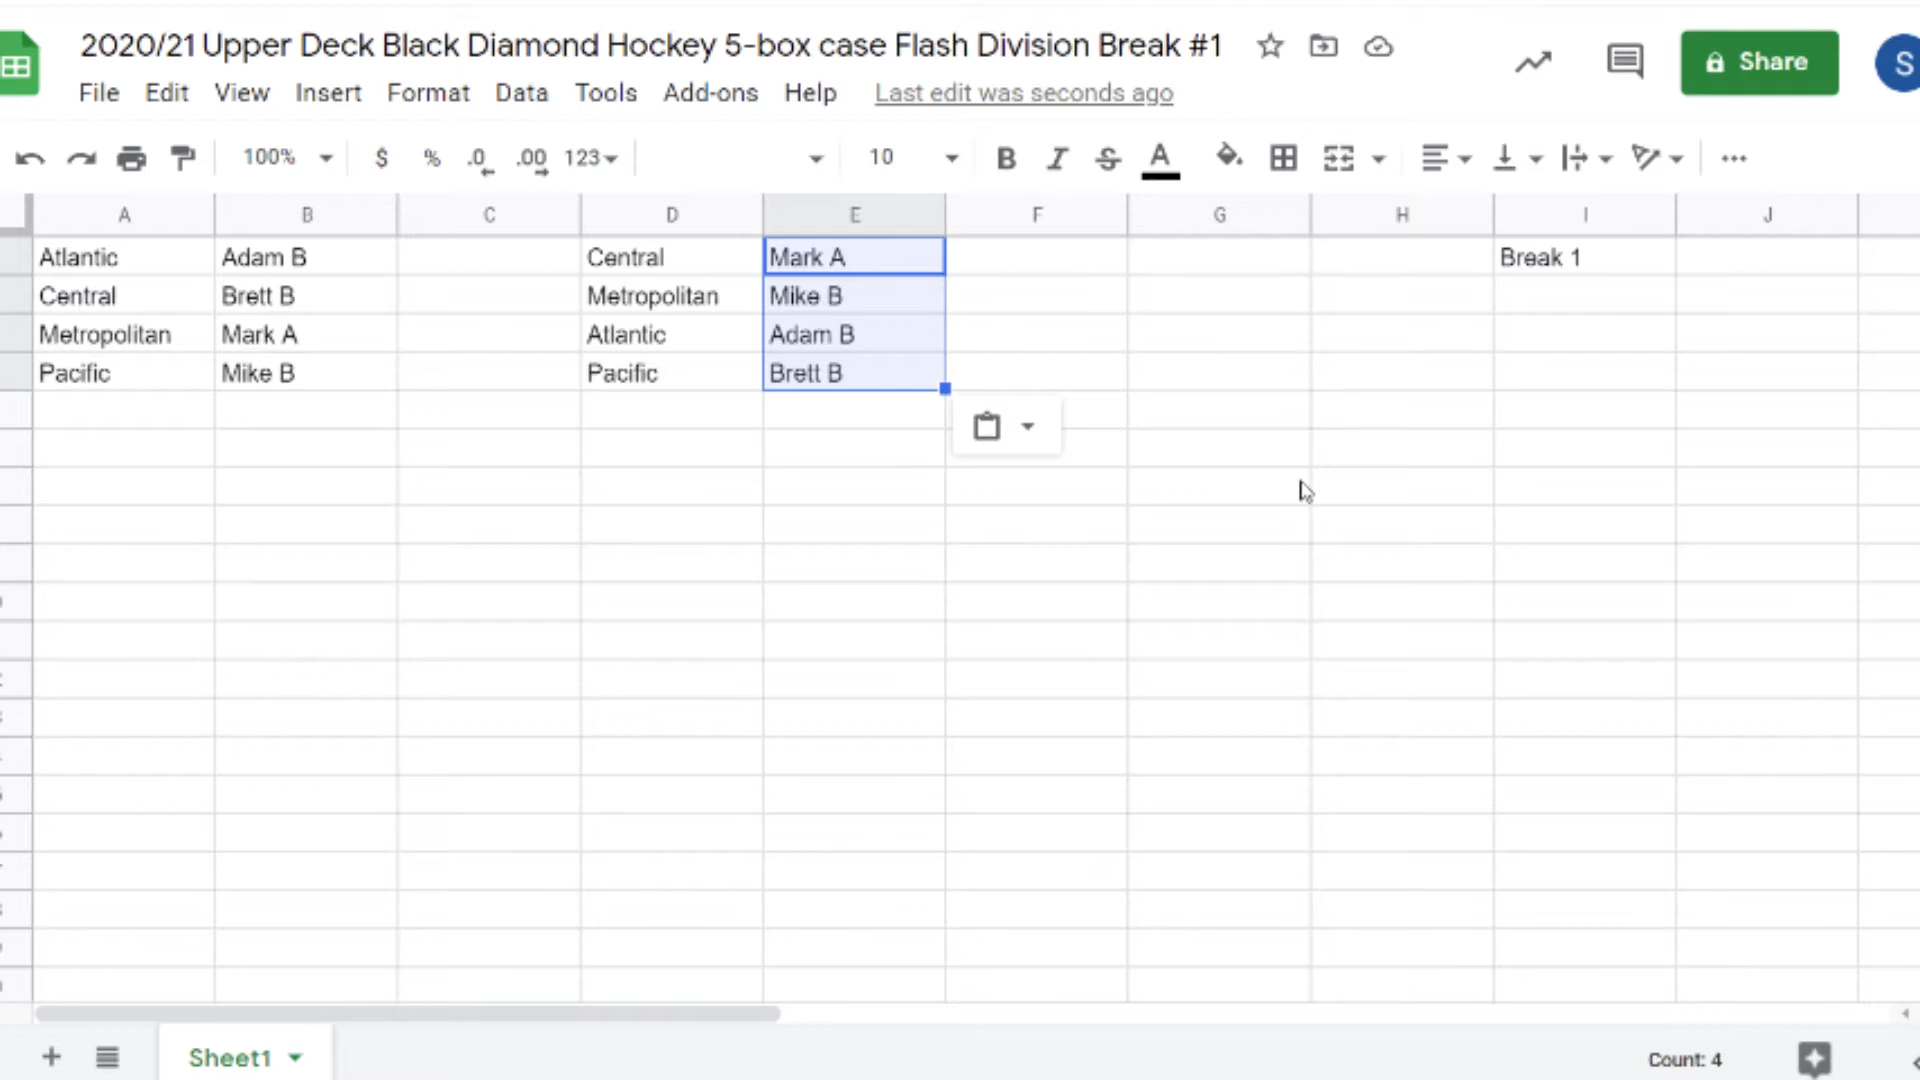 2020/21 Upper Deck Black Diamond Hockey 5-box case Flash Division Break #1
Share
S
File Edit View Insert Format Data Tools Add-ons Help Last edit was seconds ago
100% $ % .0 .00 123 10 B I S A
A B C D E F G H I J
Atlantic Adam B Central Mark A Break 1
Central Brett B Metropolitan Mike B
Metropolitan Mark A Atlantic Adam B
Pacific Mike B Pacific Brett B
Sheet1 Count: 4